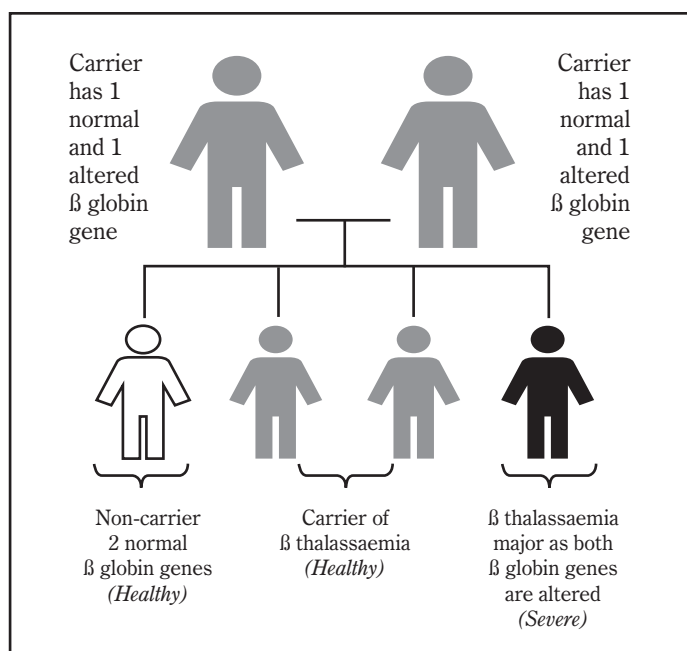 Carrier
has 1
normal
and 1
altered
ß globin
gene
Carrier
has 1
normal
and 1
altered
ß globin
gene
Non-carrier
2 normal
ß globin genes
(Healthy)
Carrier of
ß thalassaemia
(Healthy)
ß thalassaemia
major as both
ß globin genes
are altered
(Severe)